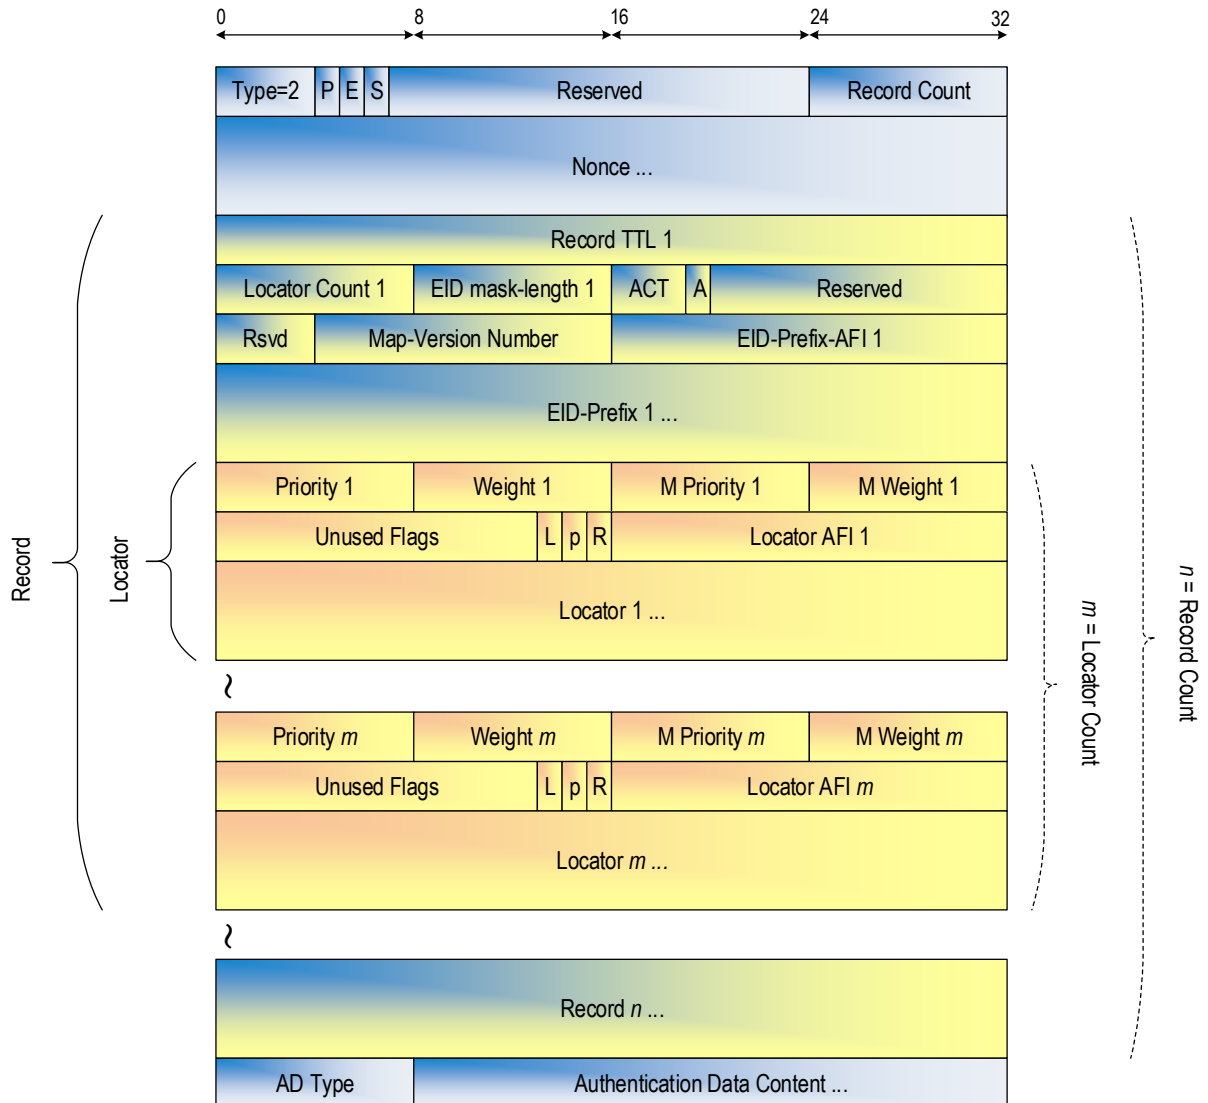 0 8 16 24 32
Type=2 P E S Reserved Record Count
Nonce ...
Record TTL 1
Locator Count 1 EID mask-length 1 ACT A Reserved
Rsvd Map-Version Number EID-Prefix-AFI 1
EID-Prefix 1 ...
Priority 1 Weight 1 M Priority 1 M Weight 1
Unused Flags L p R Locator AFI 1
Locator 1 ...
~
Priority m Weight m M Priority m M Weight m
Unused Flags L p R Locator AFI m
Locator m ...
~
Record n ...
AD Type Authentication Data Content ...
Record
Locator
m = Locator Count
n = Record Count